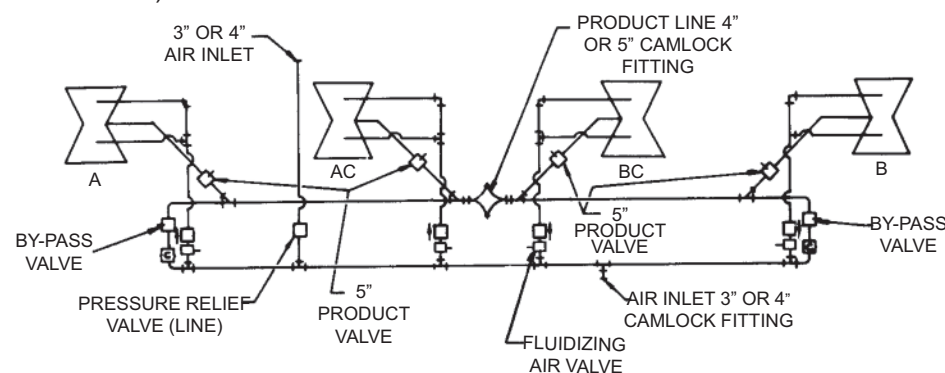 3” OR 4”
AIR INLET
PRODUCT LINE 4”
OR 5” CAMLOCK
FITTING
A
AC
BC
B
BY-PASS
VALVE
5”
PRODUCT
VALVE
BY-PASS
VALVE
PRESSURE RELIEF
VALVE (LINE)
5”
PRODUCT
VALVE
AIR INLET 3” OR 4”
CAMLOCK FITTING
FLUIDIZING
AIR VALVE